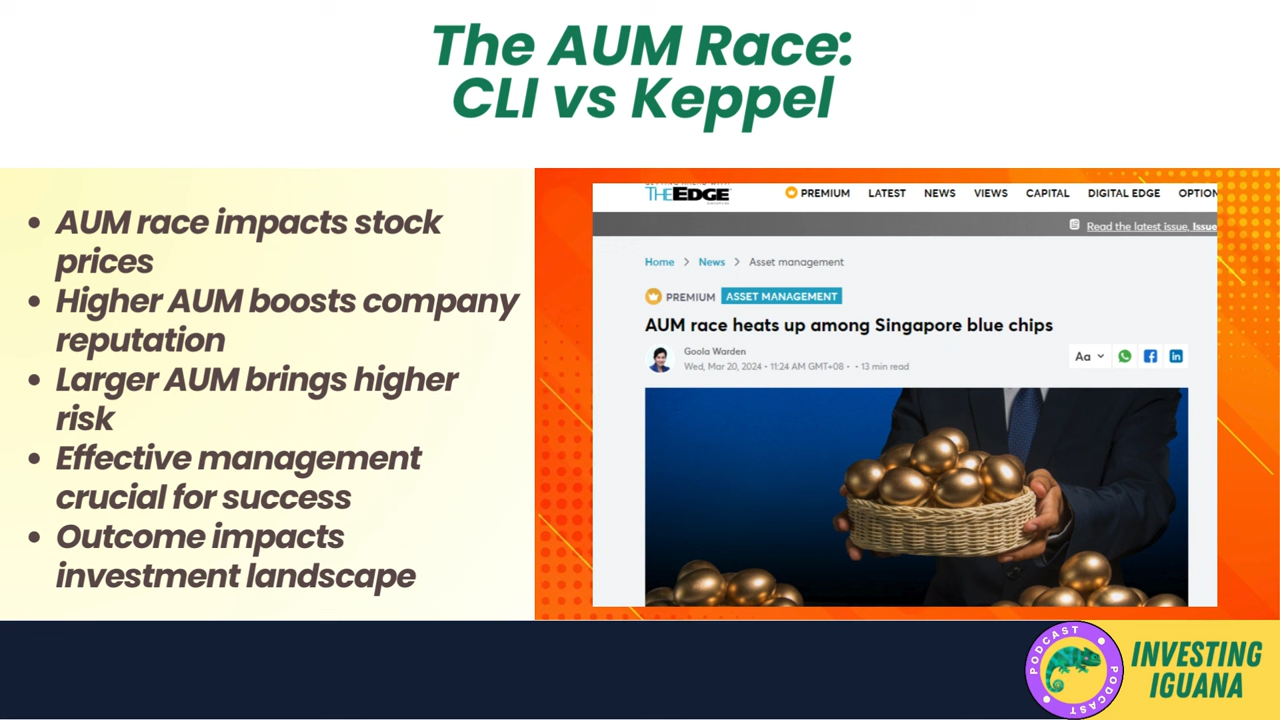 The AUM Race:
CLI vs Keppel
• AUM race impacts stock
prices
• Higher AUM boosts company
reputation
• Larger AUM brings higher
risk
• Effective management
crucial for success
• Outcome impacts
investment landscape
THE EDGE
PREMIUM LATEST NEWS VIEWS CAPITAL DIGITAL EDGE OPTION
Read the latest issue, Issue
Home > News > Asset management
PREMIUM ASSET MANAGEMENT
AUM race heats up among Singapore blue chips
Goola Warden
Wed, Mar 20, 2024 • 11:24 AM GMT+08 • • 13 min read
Aa
PODCAST
PODCAST
INVESTING
IGUANA